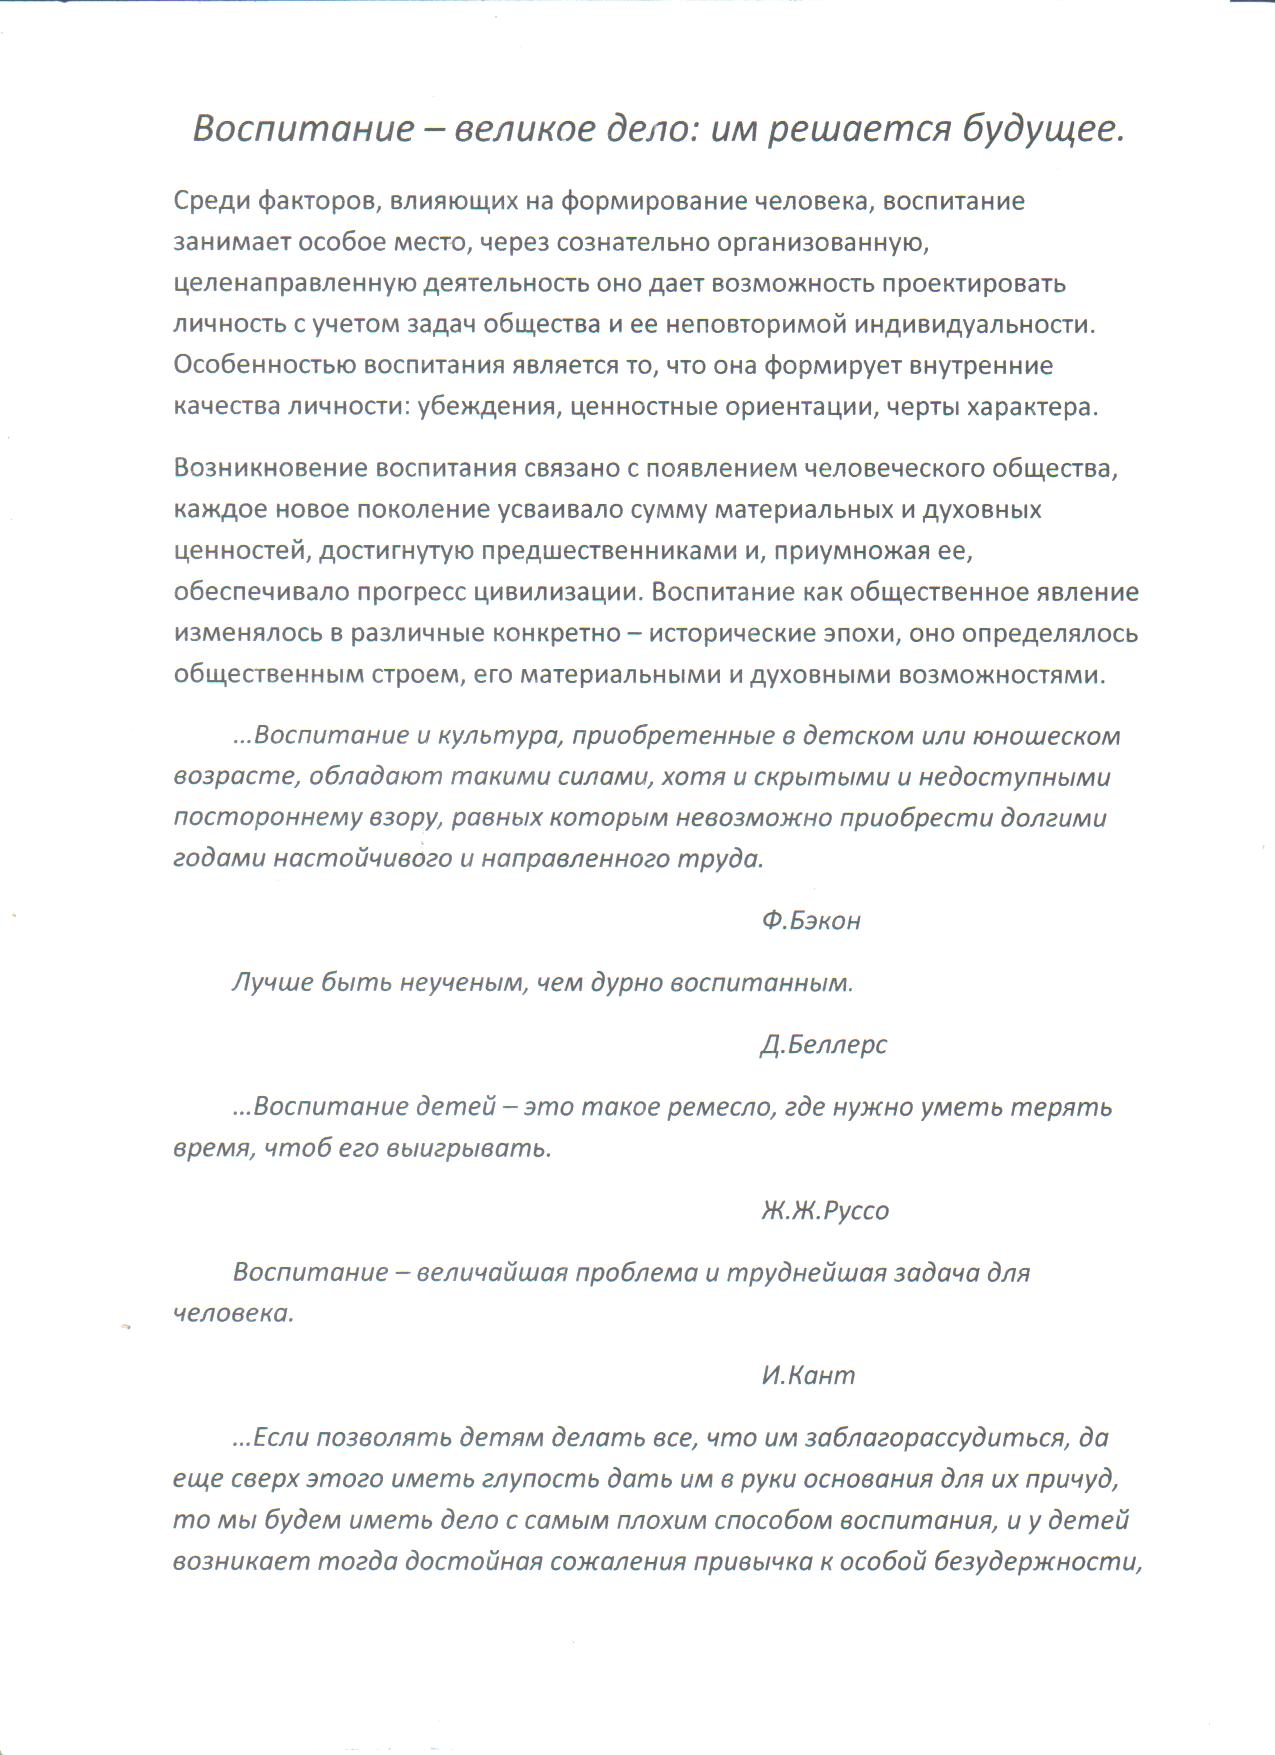 Воспитание – великое дело: им решается будущее.
Среди факторов, влияющих на формирование человека, воспитание
занимает особое место, через сознательно организованную,
целенаправленную деятельность оно дает возможность проектировать
личность с учетом задач общества и ее неповторимой индивидуальности.
Особенностью воспитания является то, что она формирует внутренние
качества личности: убеждения, ценностные ориентации, черты характера.
Возникновение воспитания связано с появлением человеческого общества,
каждое новое поколение усваивало сумму материальных и духовных
ценностей, достигнутую предшественниками и, приумножая ее,
обеспечивало прогресс цивилизации. Воспитание как общественное явление
изменялось в различные конкретно – исторические эпохи, оно определялось
общественным строем, его материальными и духовными возможностями.
...Воспитание и культура, приобретенные в детском или юношеском
возрасте, обладают такими силами, хотя и скрытыми и недоступными
постороннему взору, равных которым невозможно приобрести долгими
годами настойчивого и направленного труда.
Ф.Бэкон
Лучше быть неученым, чем дурно воспитанным.
Д.Беллерс
...Воспитание детей – это такое ремесло, где нужно уметь терять
время, чтоб его выигрывать.
Ж.Ж.Руссо
Воспитание – величайшая проблема и труднейшая задача для
человека.
И.Кант
...Если позволять детям делать все, что им заблагорассудиться, да
еще сверх этого иметь глупость дать им в руки основания для их причуд,
то мы будем иметь дело с самым плохим способом воспитания, и у детей
возникает тогда достойная сожаления привычка к особой безудержности,